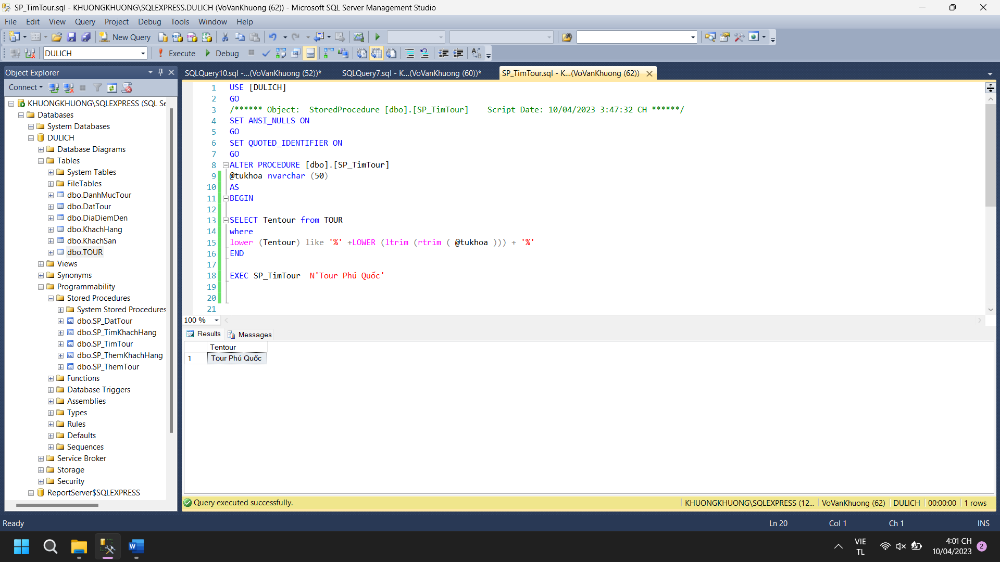 SP_TimTour.sql - KHUONGKHUONG\SQLEXPRESS.DULICH (VoVanKhuong (62)) - Microsoft SQL Server Management Studio
File Edit View Query Project Debug Tools Window Help
New Query
DULICH Execute Debug
Object Explorer
Connect
KHUONGKHUONG\SQLEXPRESS (SQL Se
Databases
System Databases
DULICH
Database Diagrams
Tables
System Tables
FileTables
dbo.DanhMucTour
dbo.DatTour
dbo.DiaDiemDen
dbo.KhachHang
dbo.KhachSan
dbo.TOUR
Views
Synonyms
Programmability
Stored Procedures
System Stored Procedures
dbo.SP_DatTour
dbo.SP_TimKhachHang
dbo.SP_TimTour
dbo.SP_ThemKhachHang
dbo.SP_ThemTour
Functions
Database Triggers
Assemblies
Types
Rules
Defaults
Sequences
Service Broker
Storage
Security
ReportServer$SQLEXPRESS
SQLQuery10.sql -...(VoVanKhuong (52))* SQLQuery7.sql - K...(VoVanKhuong (60))* SP_TimTour.sql - K...(VoVanKhuong (62))
1 USE [DULICH]
2 GO
3 /****** Object:  StoredProcedure [dbo].[SP_TimTour]    Script Date: 10/04/2023 3:47:32 CH ******/
4 SET ANSI_NULLS ON
5 GO
6 SET QUOTED_IDENTIFIER ON
7 GO
8 ALTER PROCEDURE [dbo].[SP_TimTour]
9 @tukhoa nvarchar (50)
10 AS
11 BEGIN
12
13 SELECT Tentour from TOUR
14 where
15 lower (Tentour) like '%' +LOWER (ltrim (rtrim ( @tukhoa ))) + '%'
16 END
17
18 EXEC SP_TimTour  N'Tour Phú Quốc'
19
20
21
100 %
Results Messages
Tentour
1 Tour Phú Quốc
Query executed successfully. KHUONGKHUONG\SQLEXPRESS (12... VoVanKhuong (62) DULICH 00:00:00 1 rows
Ready Ln 20 Col 1 Ch 1 INS
VIE
TL
4:01 CH
10/04/2023
2